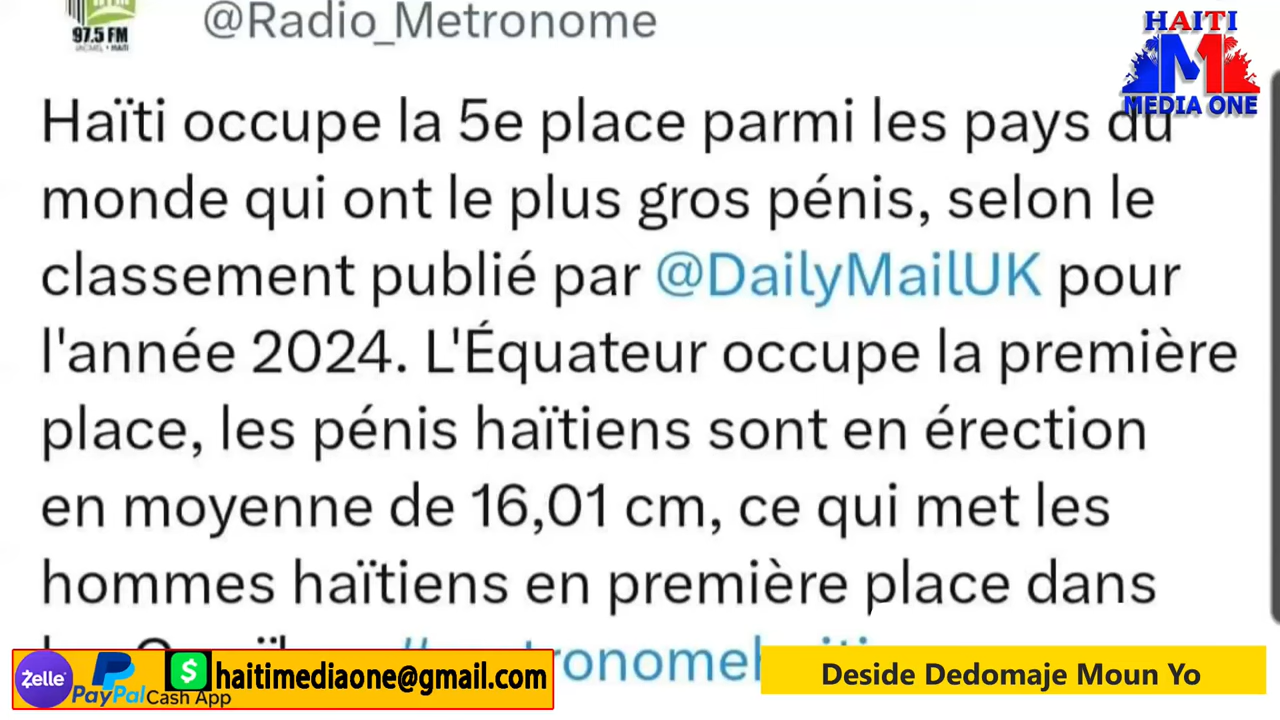 97.5 FM
@Radio_Metronome
HAITI
M
MEDIA ONE
Haïti occupe la 5e place parmi les pays du
monde qui ont le plus gros pénis, selon le
classement publié par @DailyMailUK pour
l'année 2024. L'Équateur occupe la première
place, les pénis haïtiens sont en érection
en moyenne de 16,01 cm, ce qui met les
hommes haïtiens en première place dans
Zelle
PayPal
$
Cash App
haitimediaone@gmail.com
Deside Dedomaje Moun Yo